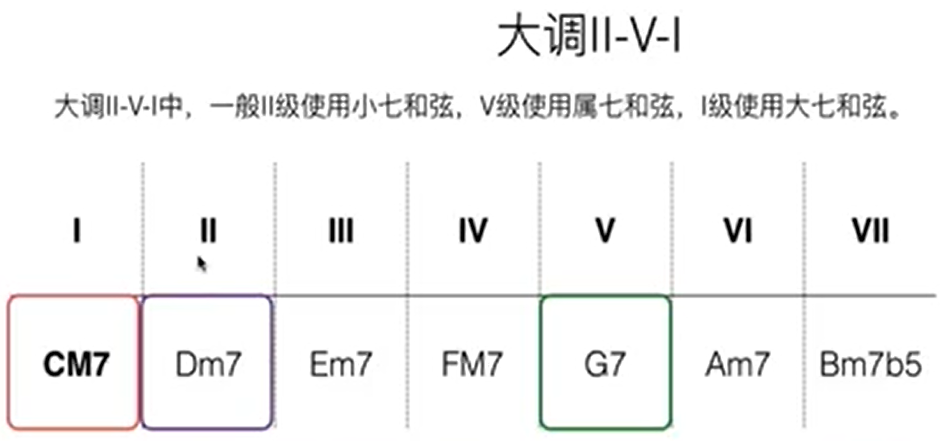 大调II-V-I
大调II-V-I中，一般II级使用小七和弦，V级使用属七和弦，I级使用大七和弦。
I II III IV V VI VII
CM7 Dm7 Em7 FM7 G7 Am7 Bm7b5